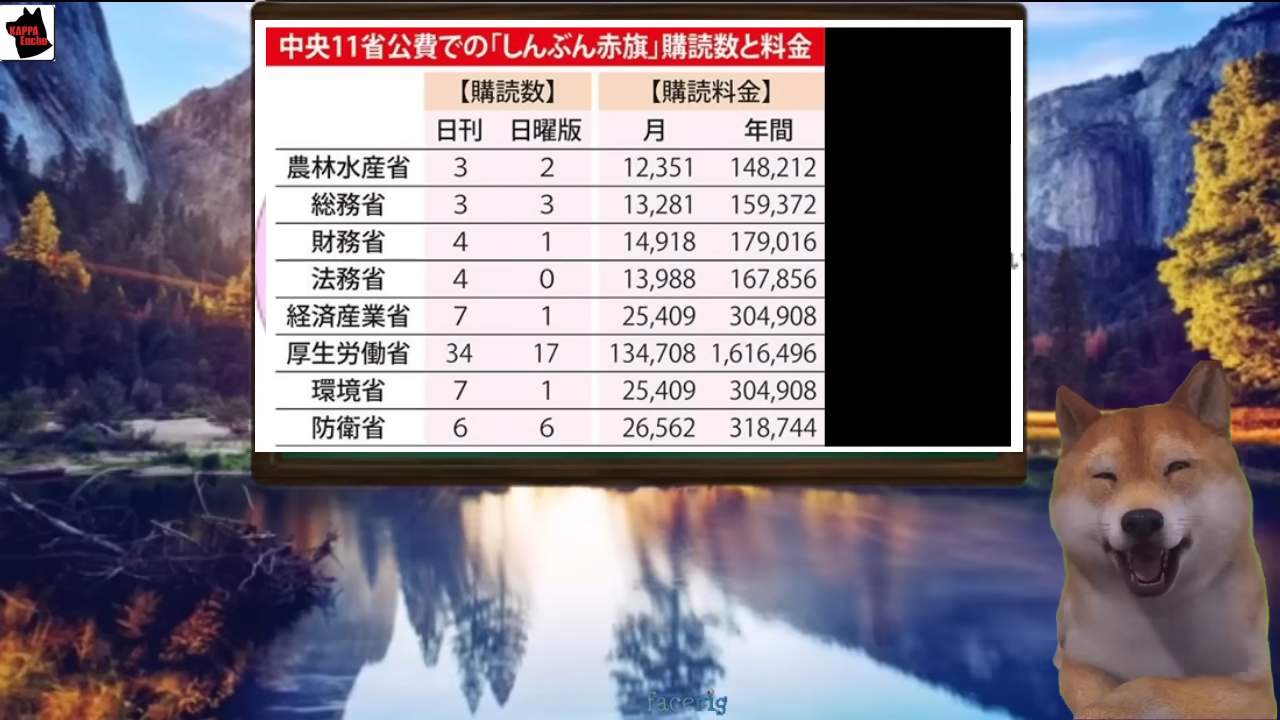 KAPPA
Encho
中央11省公費での「しんぶん赤旗」購読数と料金
【購読数】 【購読料金】
日刊 日曜版 月 年間
農林水産省 3 2 12,351 148,212
総務省 3 3 13,281 159,372
財務省 4 1 14,918 179,016
法務省 4 0 13,988 167,856
経済産業省 7 1 25,409 304,908
厚生労働省 34 17 134,708 1,616,496
環境省 7 1 25,409 304,908
防衛省 6 6 26,562 318,744
facerig